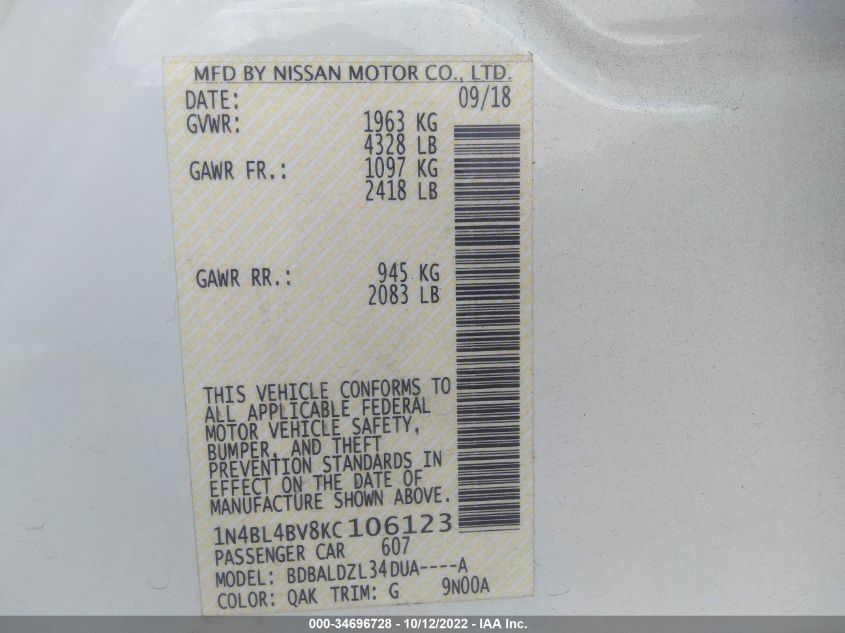 MFD BY NISSAN MOTOR CO., LTD.
DATE: 09/18
GVWR: 1963 KG
4328 LB
GAWR FR.: 1097 KG
2418 LB
GAWR RR.: 945 KG
2083 LB
THIS VEHICLE CONFORMS TO
ALL APPLICABLE FEDERAL
MOTOR VEHICLE SAFETY,
BUMPER, AND THEFT
PREVENTION STANDARDS IN
EFFECT ON THE DATE OF
MANUFACTURE SHOWN ABOVE.
1N4BL4BV8KC106123
PASSENGER CAR 607
MODEL: BDBALDZL34DUA----A
COLOR: QAK TRIM: G 9N00A
000-34696728 - 10/12/2022 - IAA Inc.